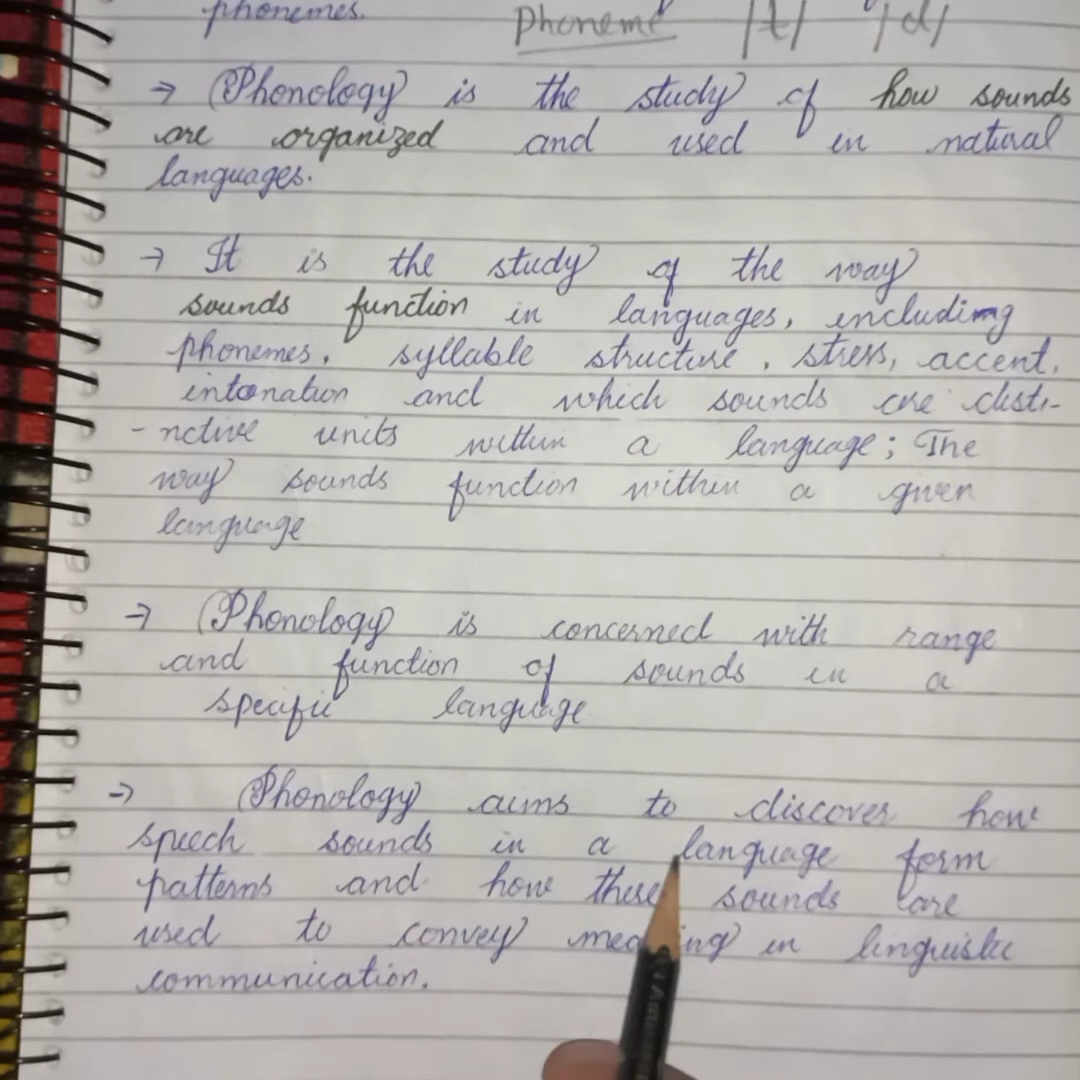 phonemes.
Phoneme /t/ /d/
→ Phonology is the study of how sounds
are organized and used in natural
languages.
→ It is the study of the way
sounds function in languages, including
phonemes, syllable structure, stress, accent,
intonation and which sounds are disti-
-nctive units within a language; The
way sounds function within a given
language
→ Phonology is concerned with range
and function of sounds in a
specific language
→ Phonology aims to discover how
speech sounds in a language form
patterns and how these sounds are
used to convey meaning in linguistic
communication.